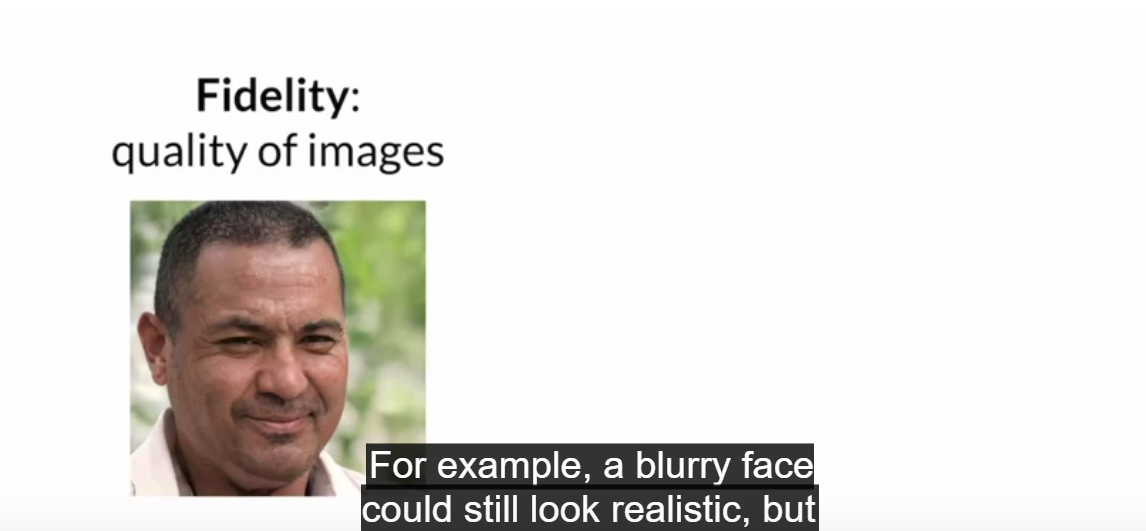 Fidelity:
quality of images
For example, a blurry face
could still look realistic, but